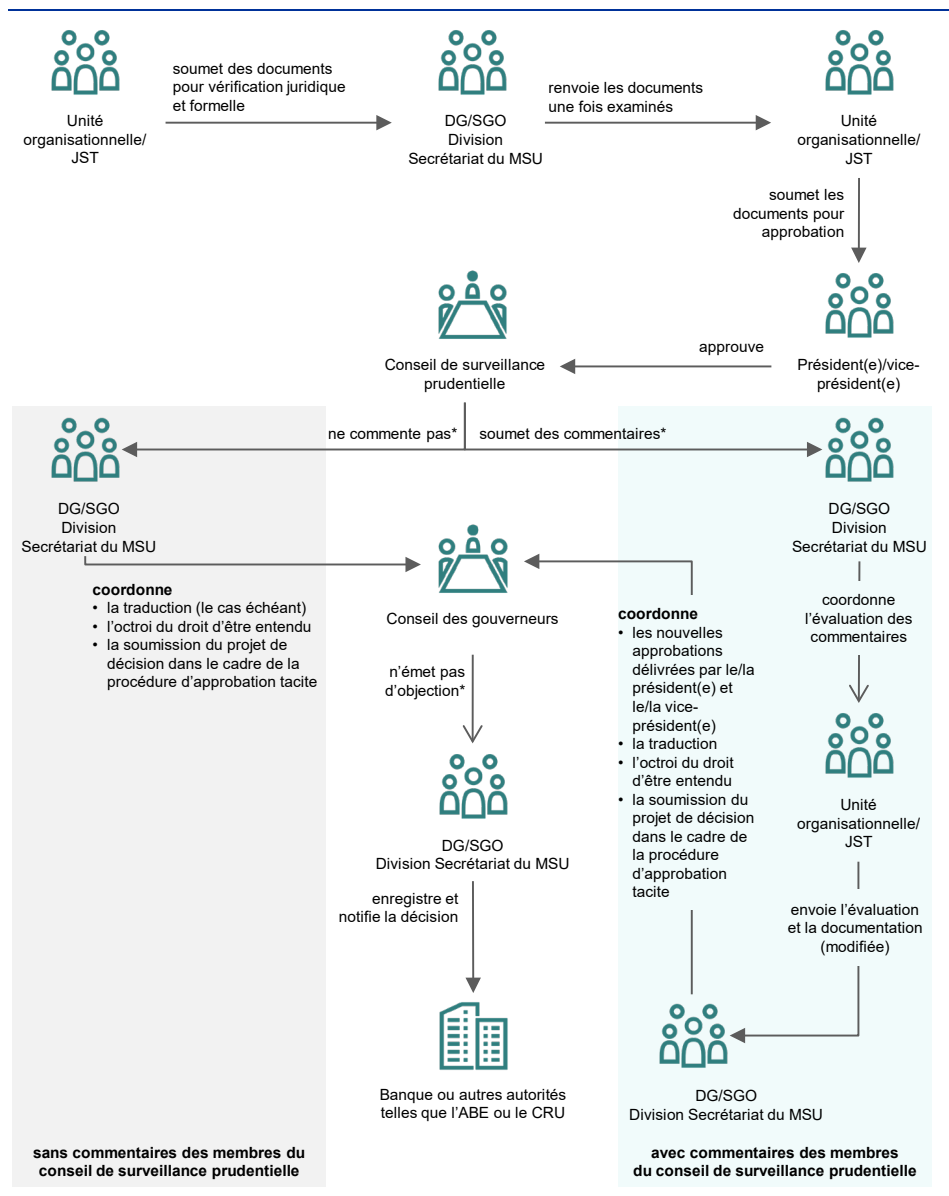 soumet des documents
pour vérification juridique
et formelle
renvoie les documents
une fois examinés
Unité
organisationnelle/
JST
DG/SGO
Division
Secrétariat du MSU
Unité
organisationnelle/
JST
soumet les
documents pour
approbation
approuve
Conseil de surveillance
prudentielle
Président(e)/vice-
président(e)
ne commente pas*
soumet des commentaires*
DG/SGO
Division
Secrétariat du MSU
DG/SGO
Division
Secrétariat du MSU
coordonne
• la traduction (le cas échéant)
• l’octroi du droit d’être entendu
• la soumission du projet de
décision dans le cadre de la
procédure d’approbation tacite
Conseil des gouverneurs
coordonne
• les nouvelles
approbations
délivrées par le/la
président(e) et
le/la vice-
président(e)
• la traduction
• l’octroi du droit
d’être entendu
• la soumission du
projet de décision
dans le cadre de
la procédure
d’approbation
tacite
coordonne
l’évaluation des
commentaires
n’émet pas
d’objection*
Unité
organisationnelle/
JST
DG/SGO
Division Secrétariat du MSU
enregistre et
notifie la décision
envoie l’évaluation
et la documentation
(modifiée)
Banque ou autres autorités
telles que l’ABE ou le CRU
DG/SGO
Division Secrétariat du MSU
sans commentaires des membres du
conseil de surveillance prudentielle
avec commentaires des membres
du conseil de surveillance prudentielle